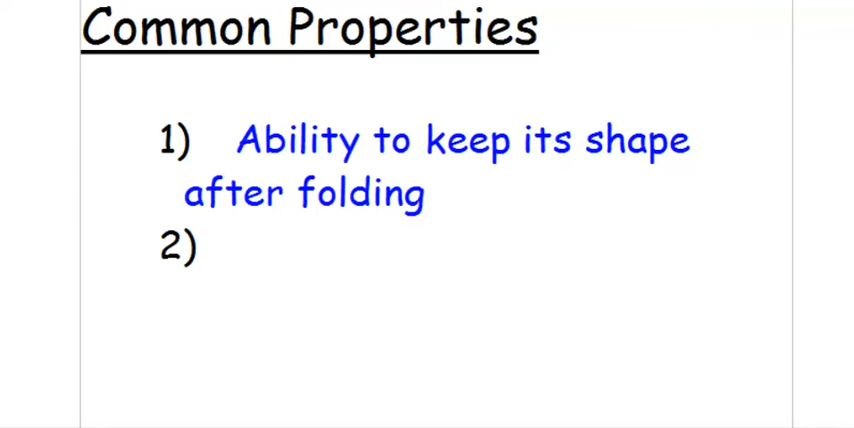 Common Properties
1) Ability to keep its shape
after folding
2)